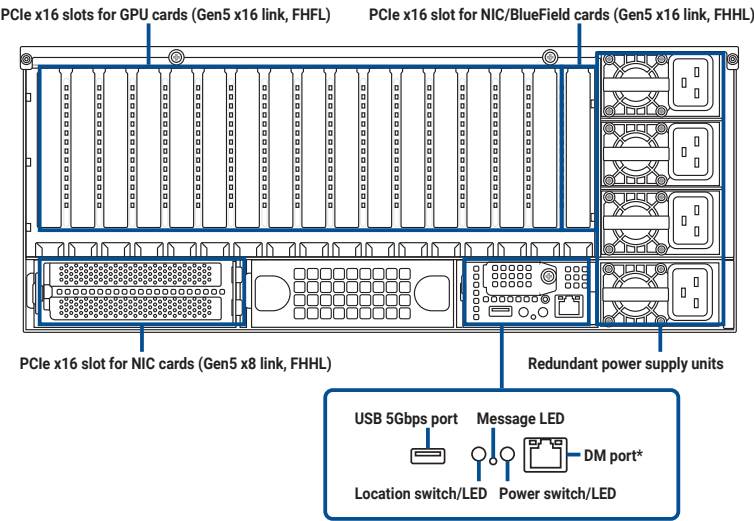 PCIe x16 slots for GPU cards (Gen5 x16 link, FHFL)
PCIe x16 slot for NIC/BlueField cards (Gen5 x16 link, FHHL)
PCIe x16 slot for NIC cards (Gen5 x8 link, FHHL)
Redundant power supply units
USB 5Gbps port
Message LED
DM port*
Location switch/LED
Power switch/LED